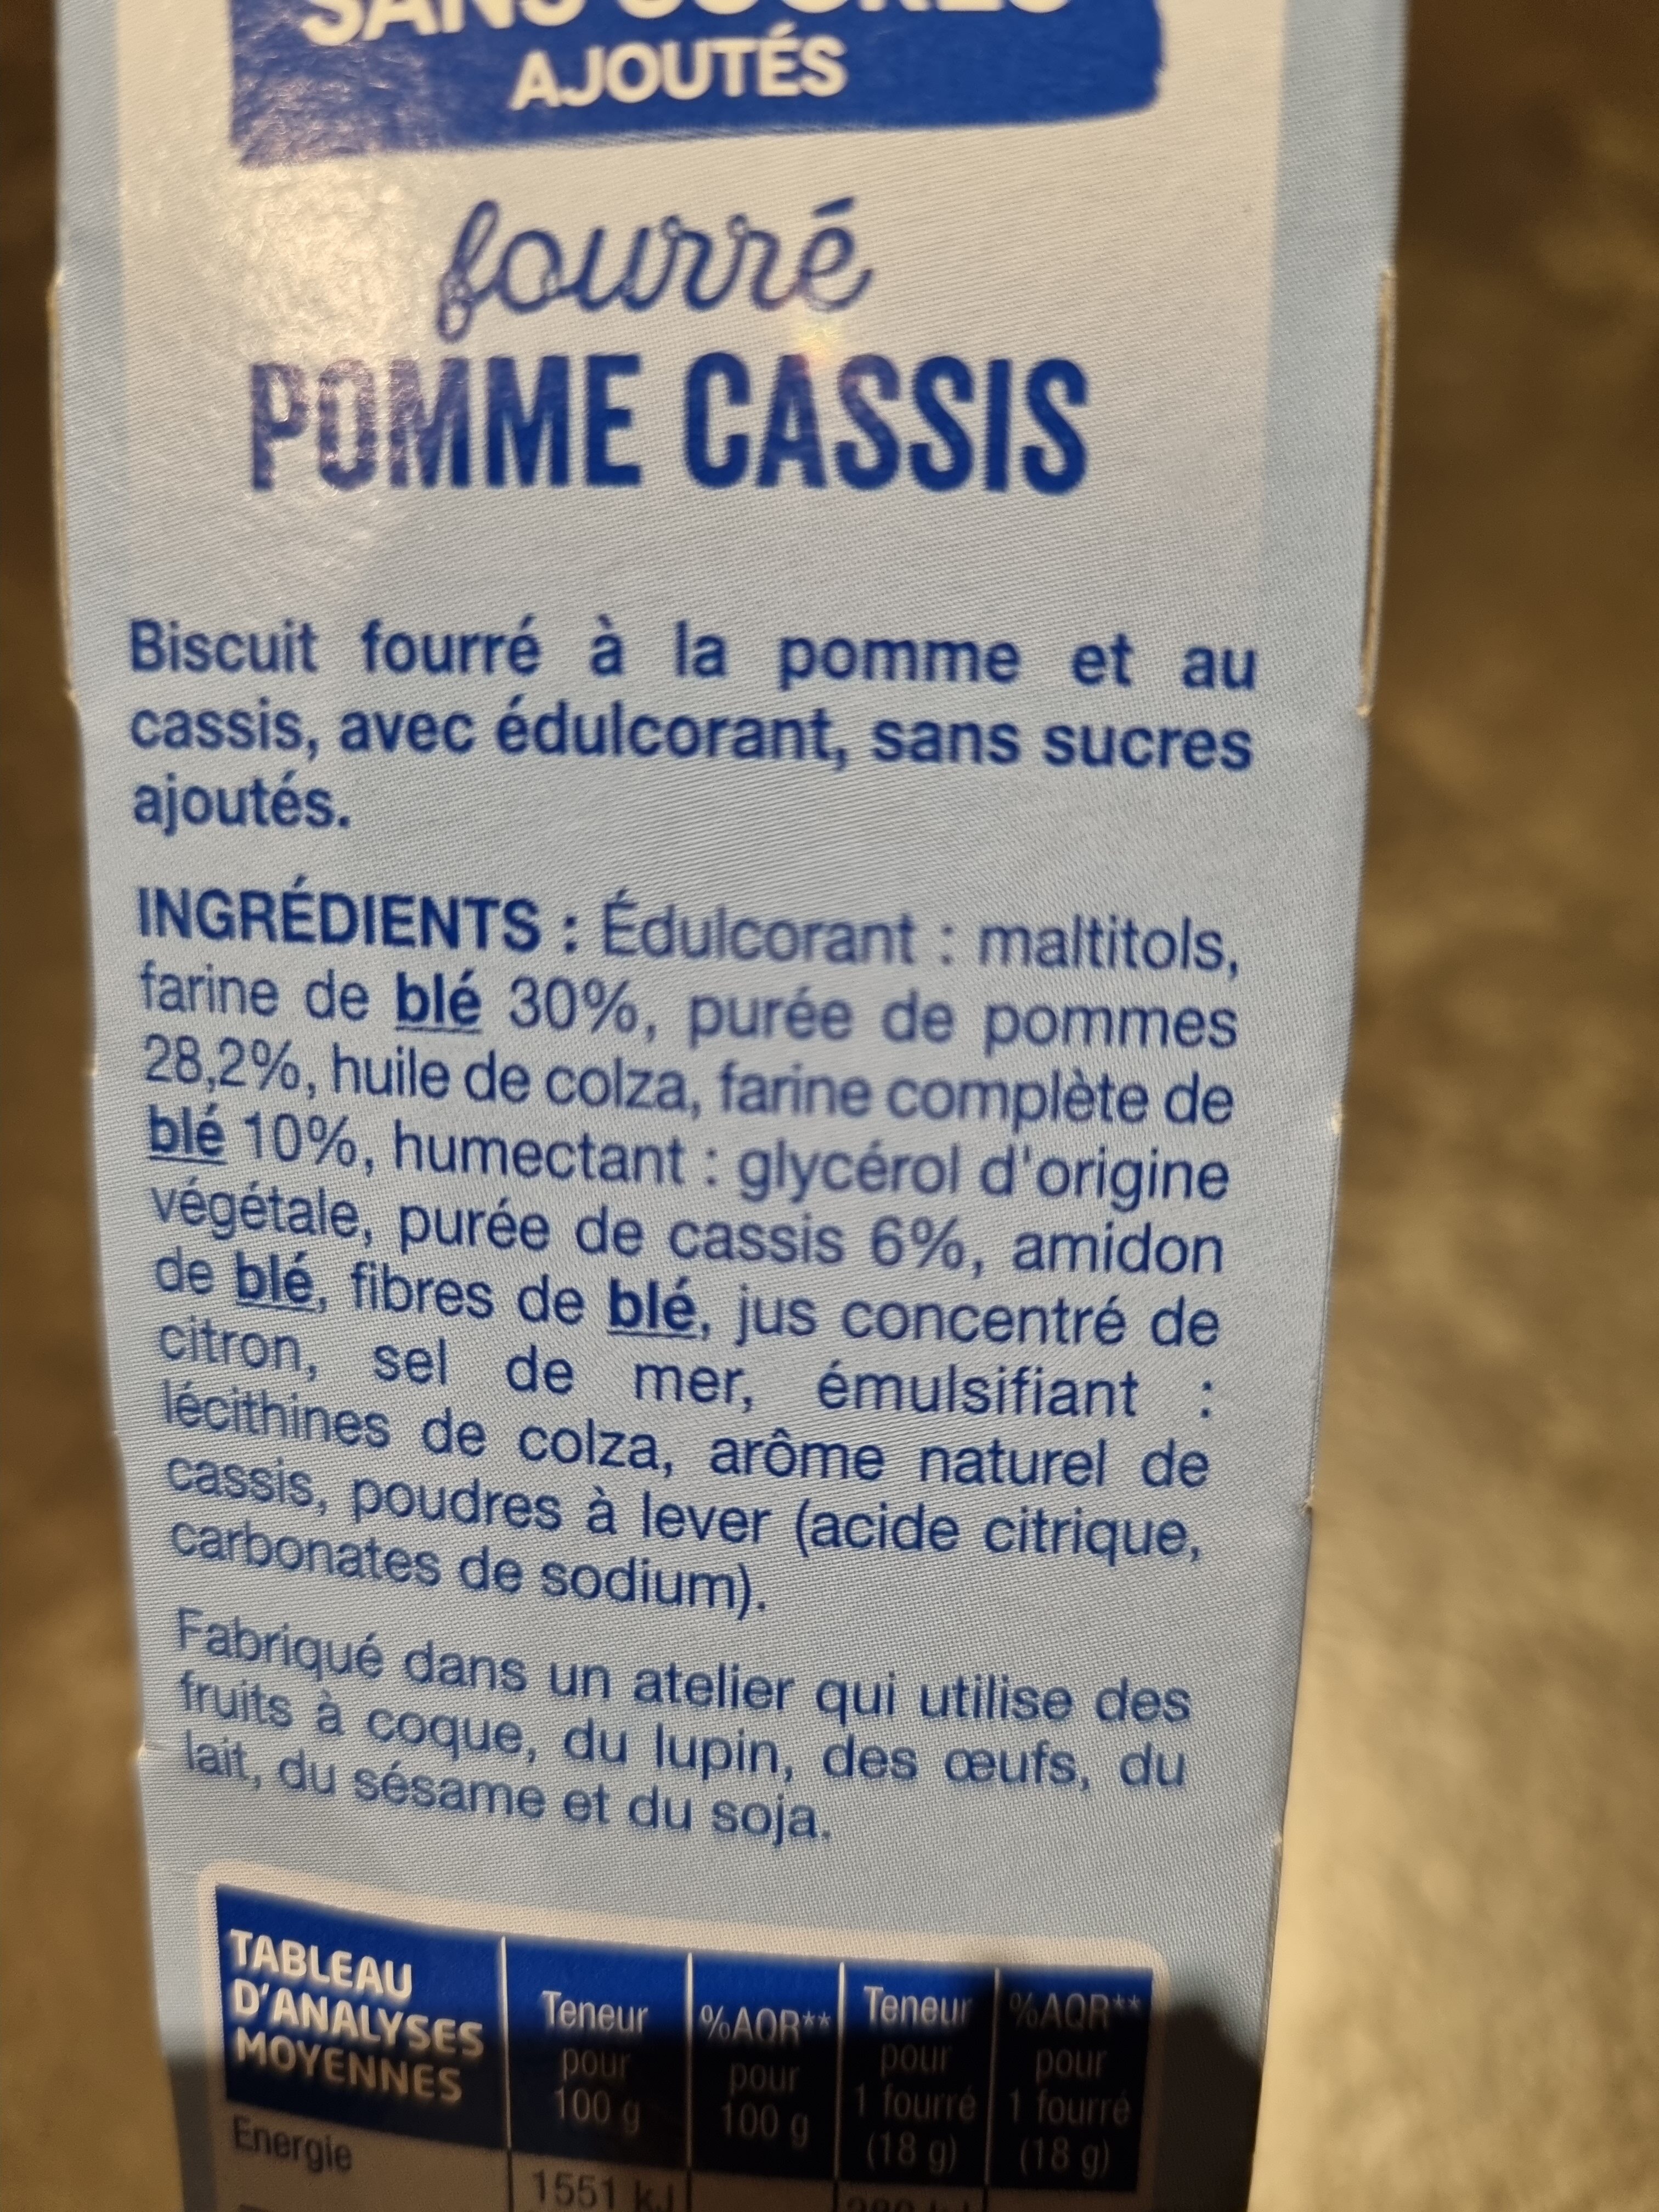 SANS SUCRES
AJOUTÉS
fourré
POMME CASSIS
Biscuit fourré à la pomme et au
cassis, avec édulcorant, sans sucres
ajoutés.
INGRÉDIENTS : Édulcorant : maltitols,
farine de blé 30%, purée de pommes
28,2%, huile de colza, farine complète de
blé 10%, humectant : glycérol d'origine
végétale, purée de cassis 6%, amidon
de blé, fibres de blé, jus concentré de
citron, sel de mer, émulsifiant :
lécithines de colza, arôme naturel de
cassis, poudres à lever (acide citrique,
carbonates de sodium).
Fabriqué dans un atelier qui utilise des
fruits à coque, du lupin, des œufs, du
lait, du sésame et du soja.
TABLEAU
D'ANALYSES
MOYENNES
Teneur
pour
100 g
%AQR**
pour
100 g
Teneur
pour
1 fourré
(18 g)
%AQR**
pour
1 fourré
(18 g)
Energie
1551 kJ